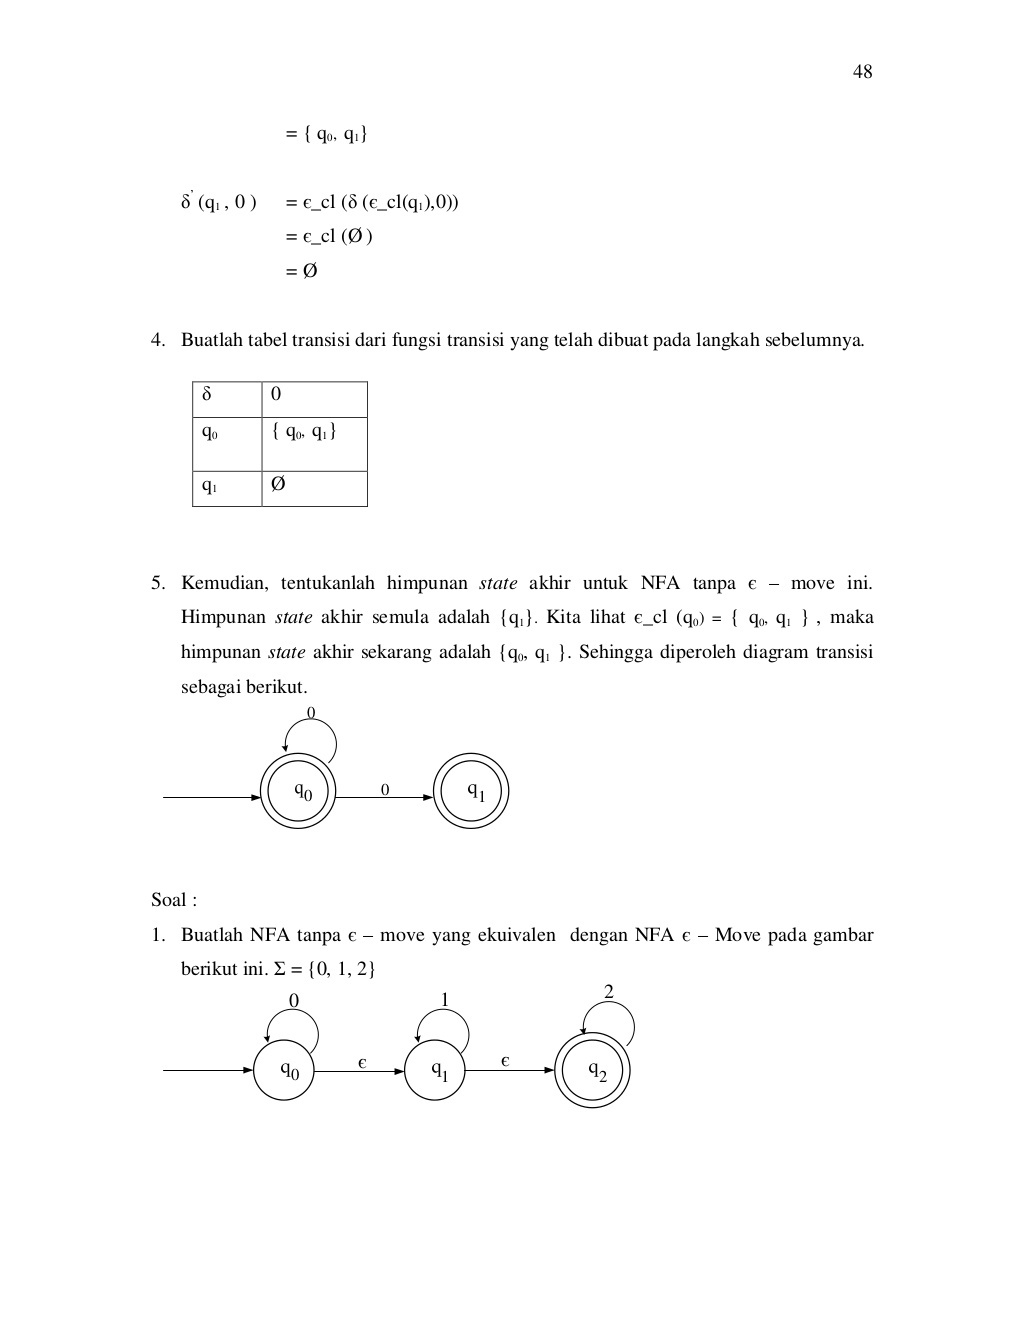 48
= { q₀, q₁}
δ’ (q₁ , 0 ) = є_cl (δ (є_cl(q₁),0))
= є_cl (Ø )
= Ø
4. Buatlah tabel transisi dari fungsi transisi yang telah dibuat pada langkah sebelumnya.
δ 0
q₀ { q₀, q₁}
q₁ Ø
5. Kemudian, tentukanlah himpunan state akhir untuk NFA tanpa є – move ini.
Himpunan state akhir semula adalah {q₁}. Kita lihat є_cl (q₀) = { q₀, q₁ } , maka
himpunan state akhir sekarang adalah {q₀, q₁ }. Sehingga diperoleh diagram transisi
sebagai berikut.
0
q₀ 0 q₁
Soal :
1. Buatlah NFA tanpa є – move yang ekuivalen dengan NFA є – Move pada gambar
berikut ini. Σ = {0, 1, 2}
0 1 2
q₀ є q₁ є q₂